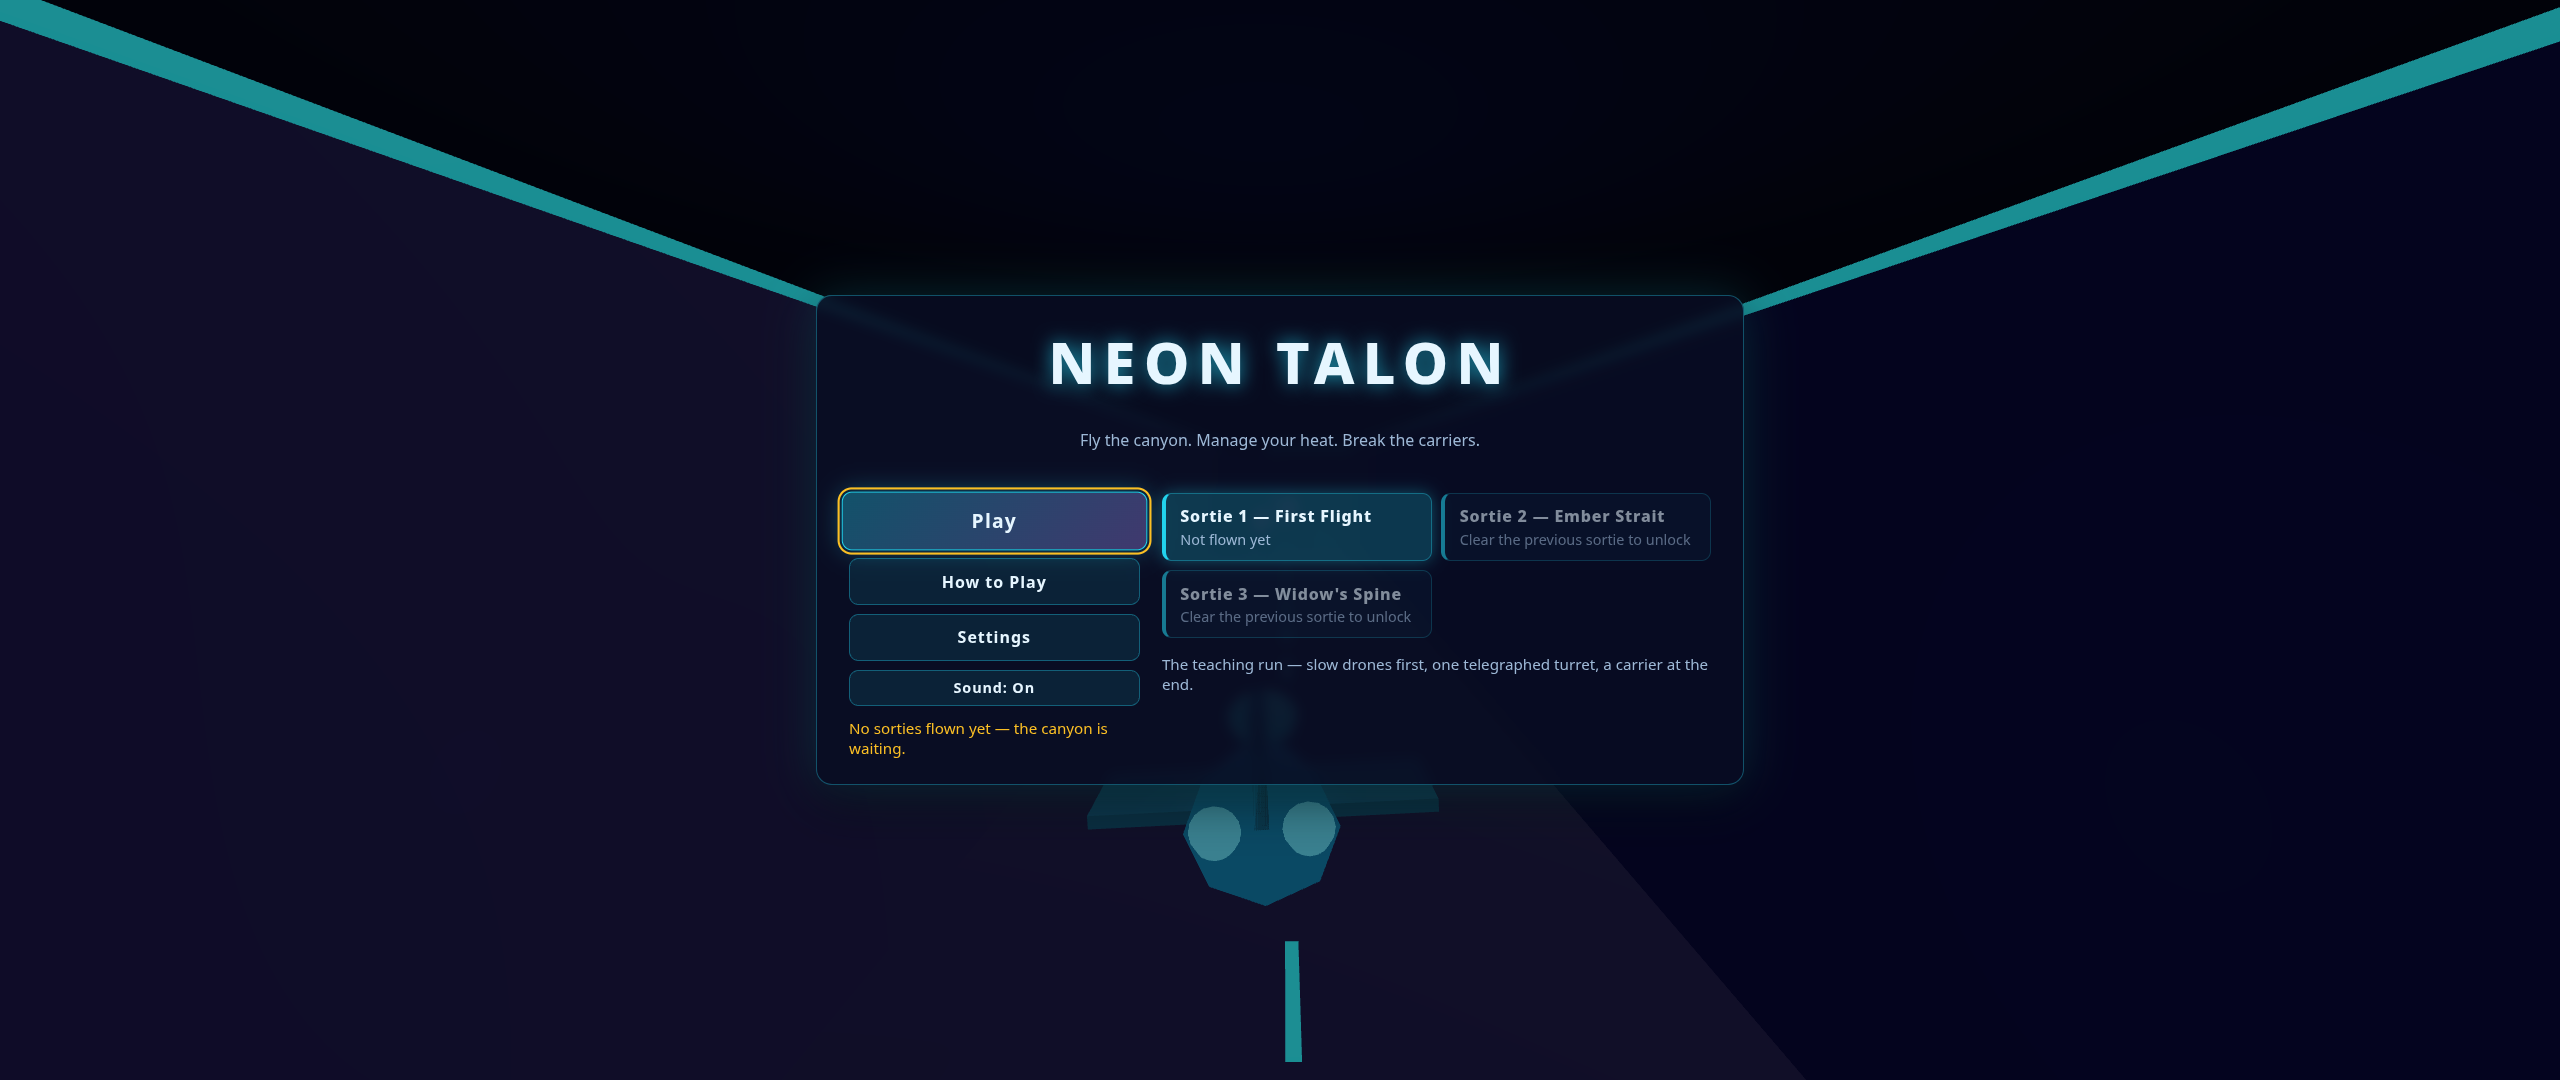 NEON TALON
Fly the canyon. Manage your heat. Break the carriers.
Play
How to Play
Settings
Sound: On
No sorties flown yet — the canyon is
waiting.
Sortie 1 — First Flight
Not flown yet
Sortie 2 — Ember Strait
Clear the previous sortie to unlock
Sortie 3 — Widow's Spine
Clear the previous sortie to unlock
The teaching run — slow drones first, one telegraphed turret, a carrier at the
end.